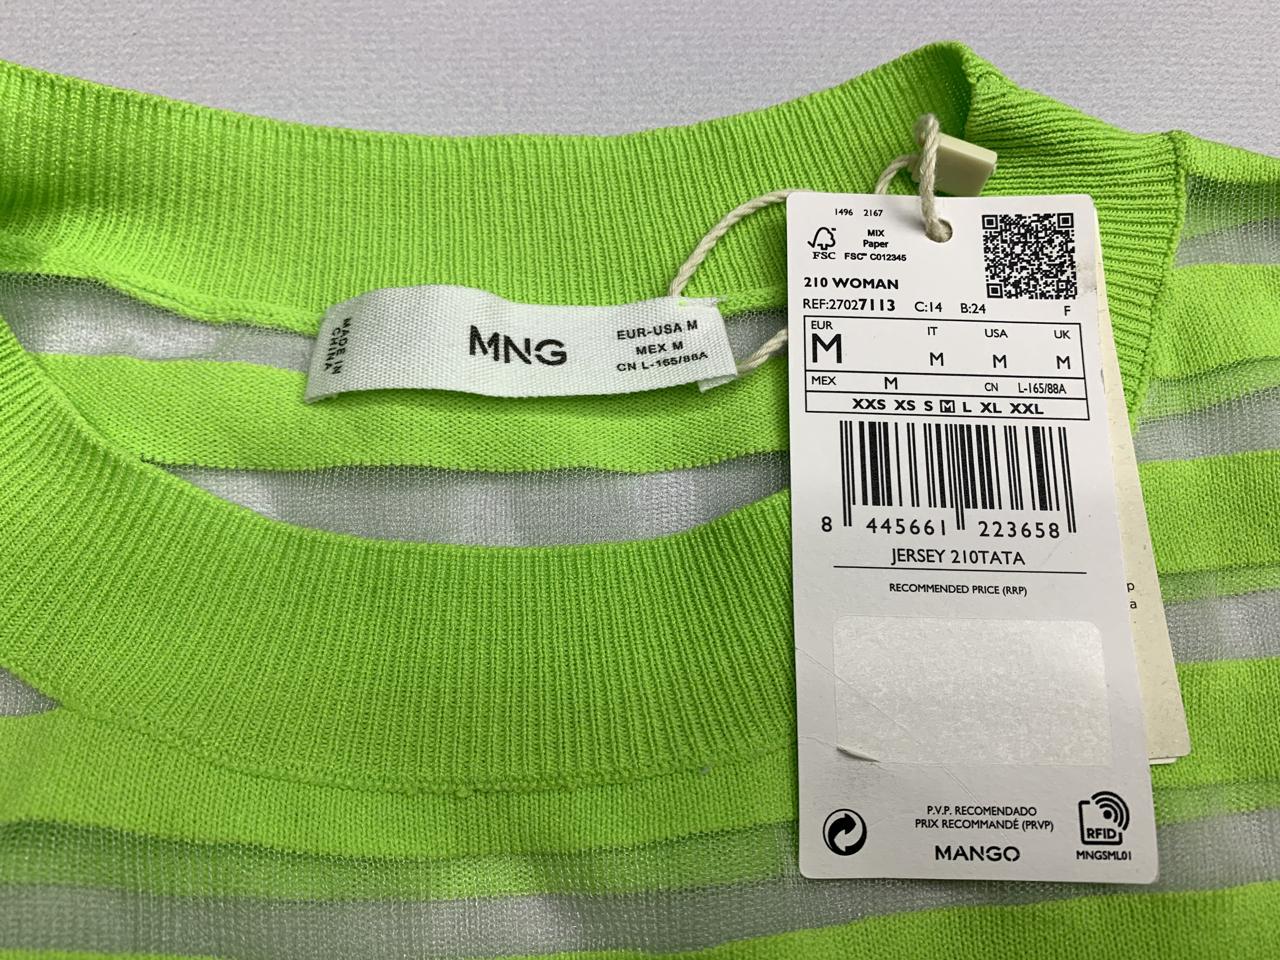 MADE IN
CHINA
MNG
EUR-USA M
MEX M
CN L-165/88A
1496 2167
FSC
MIX
Paper
FSC™ C012345
210 WOMAN
REF:27027113 C:14 B:24 F
EUR IT USA UK
M M M M
MEX M CN L-165/88A
XXS XS S M L XL XXL
8 445661 223658
JERSEY 210TATA
RECOMMENDED PRICE (RRP)
P.V.P. RECOMENDADO
PRIX RECOMMANDÉ (PRVP)
MANGO
RFID
MNGSML01
p
a